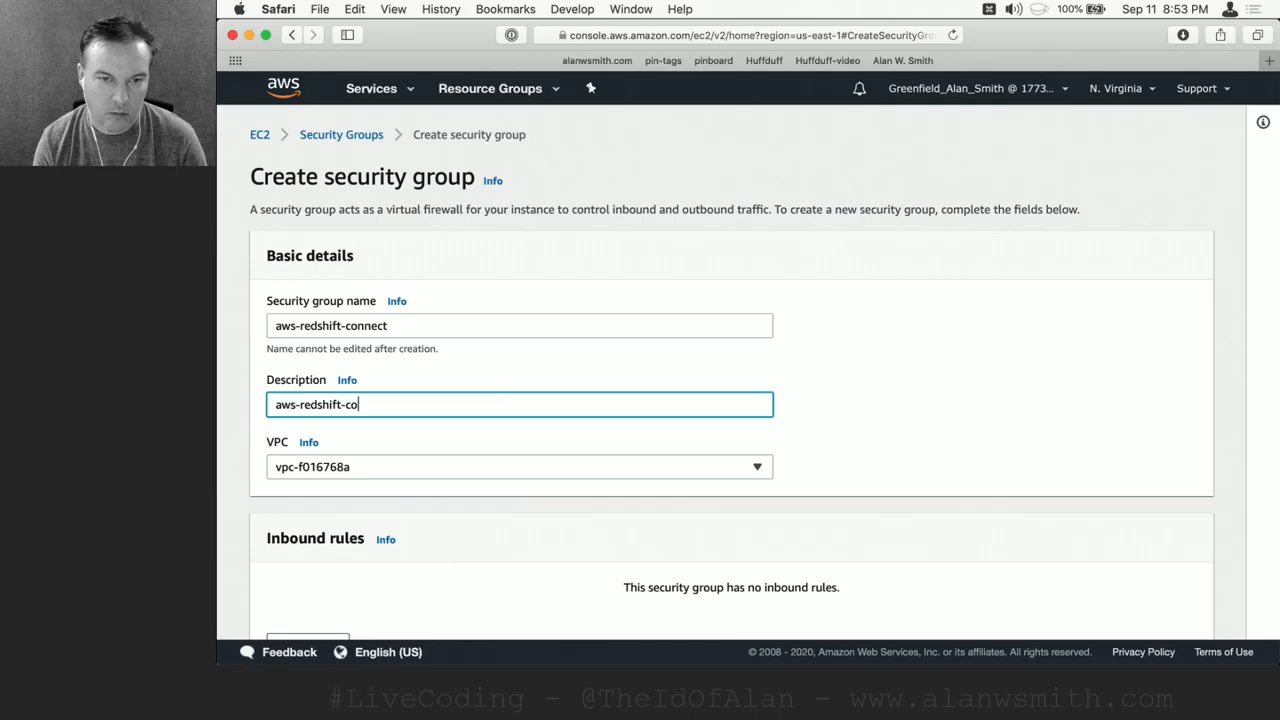 Safari File Edit View History Bookmarks Develop Window Help 100% Sep 11 8:53 PM
console.aws.amazon.com/ec2/v2/home?region=us-east-1#CreateSecurityGro
alanwsmith.com pin-tags pinboard Huffduff Huffduff-video Alan W. Smith
aws Services Resource Groups Greenfield_Alan_Smith @ 1773... N. Virginia Support
EC2 > Security Groups > Create security group
Create security group Info
A security group acts as a virtual firewall for your instance to control inbound and outbound traffic. To create a new security group, complete the fields below.
Basic details
Security group name Info
aws-redshift-connect
Name cannot be edited after creation.
Description Info
aws-redshift-co
VPC Info
vpc-f016768a
Inbound rules Info
This security group has no inbound rules.
Feedback English (US) © 2008 - 2020, Amazon Web Services, Inc. or its affiliates. All rights reserved. Privacy Policy Terms of Use
#LiveCoding - @TheIdOfAlan - www.alanwsmith.com